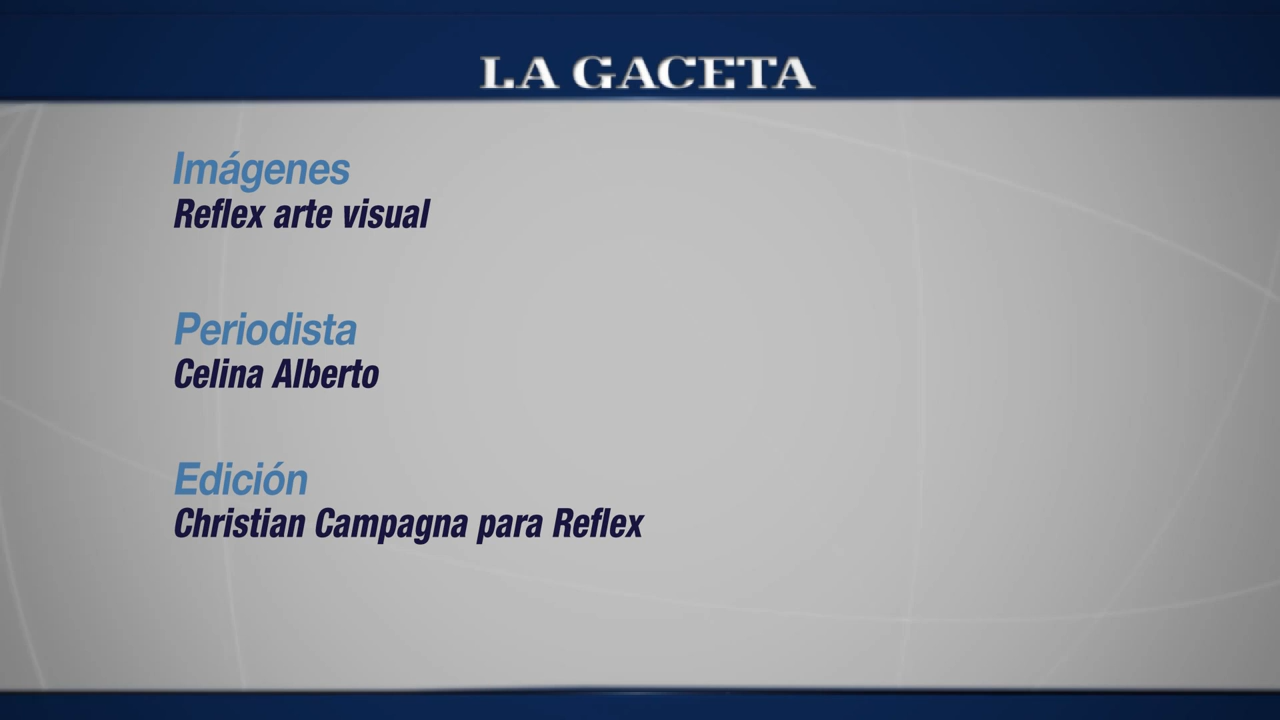 LA GACETA
Imágenes
Reflex arte visual
Periodista
Celina Alberto
Edición
Christian Campagna para Reflex